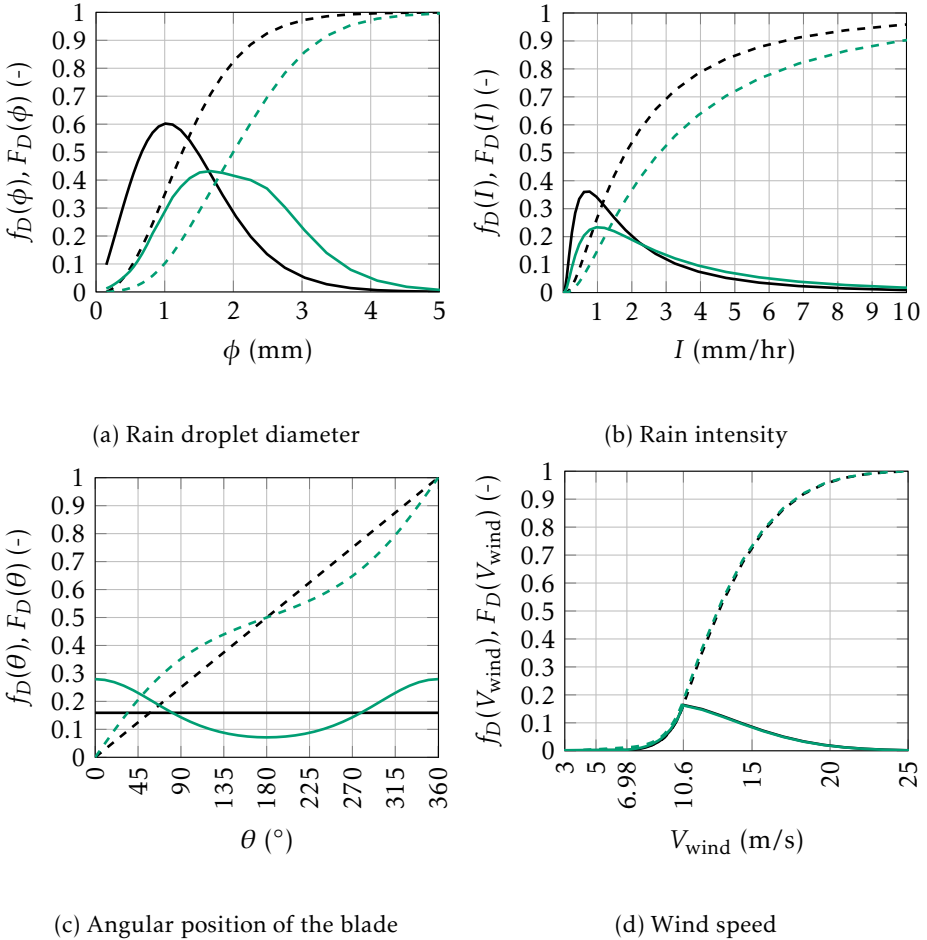 f_D(ϕ), F_D(ϕ) (-)
1
0.9
0.8
0.7
0.6
0.5
0.4
0.3
0.2
0.1
0
0 1 2 3 4 5
ϕ (mm)
(a) Rain droplet diameter
f_D(I), F_D(I) (-)
1
0.9
0.8
0.7
0.6
0.5
0.4
0.3
0.2
0.1
0
1 2 3 4 5 6 7 8 9 10
I (mm/hr)
(b) Rain intensity
f_D(θ), F_D(θ) (-)
1
0.9
0.8
0.7
0.6
0.5
0.4
0.3
0.2
0.1
0
0 45 90 135 180 225 270 315 360
θ (°)
(c) Angular position of the blade
f_D(V_wind), F_D(V_wind) (-)
1
0.9
0.8
0.7
0.6
0.5
0.4
0.3
0.2
0.1
0
3 5 6.98 10.6 15 20 25
V_wind (m/s)
(d) Wind speed